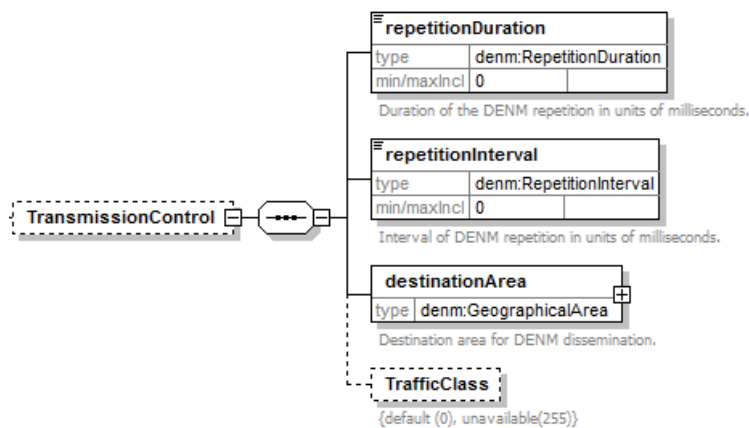 repetitionDuration
type denm:RepetitionDuration
min/maxIncl 0
Duration of the DENM repetition in units of milliseconds.
repetitionInterval
type denm:RepetitionInterval
min/maxIncl 0
Interval of DENM repetition in units of milliseconds.
TransmissionControl
destinationArea
type denm:GeographicalArea
Destination area for DENM dissemination.
TrafficClass
{default (0), unavailable(255)}